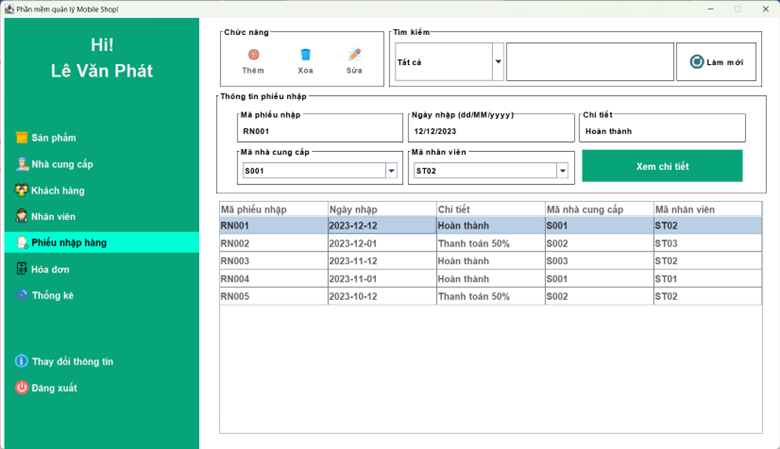 Phần mềm quản lý Mobile Shop!
Hi!
Lê Văn Phát
Sản phẩm
Nhà cung cấp
Khách hàng
Nhân viên
Phiếu nhập hàng
Hóa đơn
Thống kê
Thay đổi thông tin
Đăng xuất
Chức năng
Thêm Xóa Sửa
Tìm kiếm
Tất cả
Làm mới
Thông tin phiếu nhập
Mã phiếu nhập Ngày nhập (dd/MM/yyyy) Chi tiết
RN001 12/12/2023 Hoàn thành
Mã nhà cung cấp Mã nhân viên
S001 ST02
Xem chi tiết
Mã phiếu nhập Ngày nhập Chi tiết Mã nhà cung cấp Mã nhân viên
RN001 2023-12-12 Hoàn thành S001 ST02
RN002 2023-12-01 Thanh toán 50% S002 ST03
RN003 2023-11-12 Hoàn thành S003 ST02
RN004 2023-11-01 Hoàn thành S001 ST01
RN005 2023-10-12 Thanh toán 50% S002 ST02